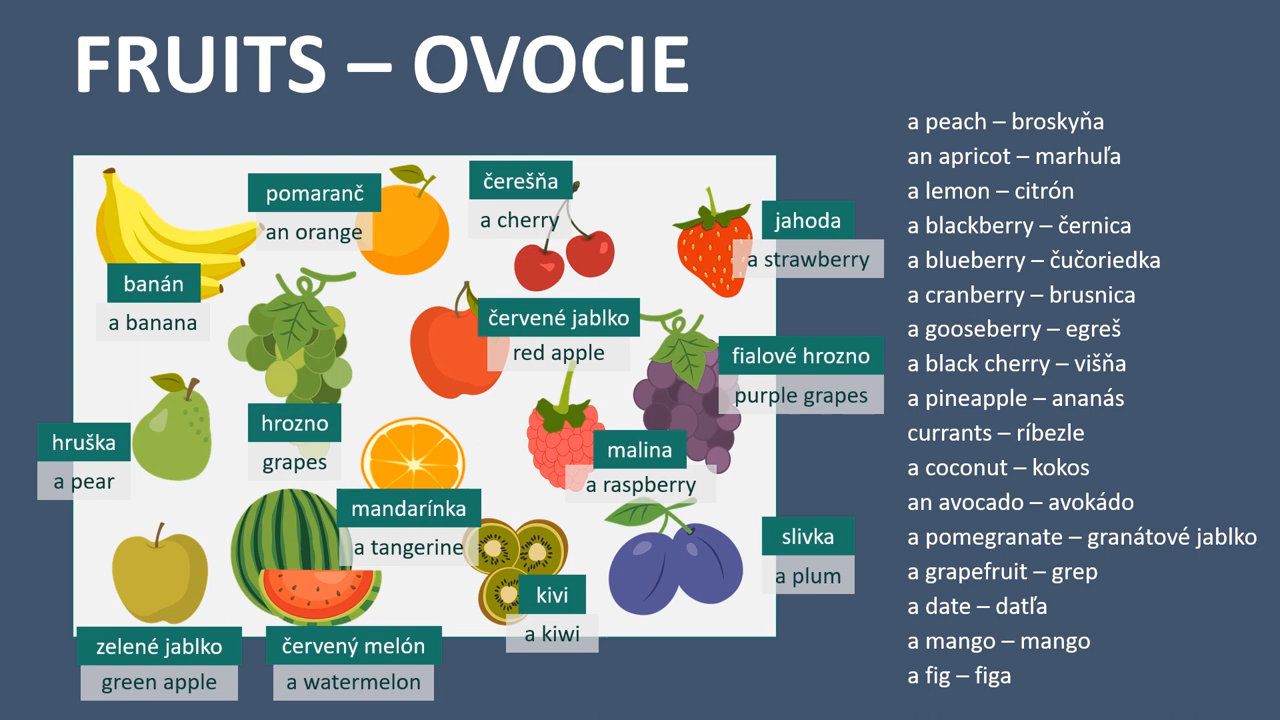 FRUITS – OVOCIE
banán
a banana
pomaranč
an orange
čerešňa
a cherry
jahoda
a strawberry
červené jablko
red apple
fialové hrozno
purple grapes
hruška
a pear
hrozno
grapes
malina
a raspberry
mandarínka
a tangerine
kivi
a kiwi
slivka
a plum
zelené jablko
green apple
červený melón
a watermelon
a peach – broskyňa
an apricot – marhuľa
a lemon – citrón
a blackberry – černica
a blueberry – čučoriedka
a cranberry – brusnica
a gooseberry – egreš
a black cherry – višňa
a pineapple – ananás
currants – ríbezle
a coconut – kokos
an avocado – avokádo
a pomegranate – granátové jablko
a grapefruit – grep
a date – datľa
a mango – mango
a fig – figa